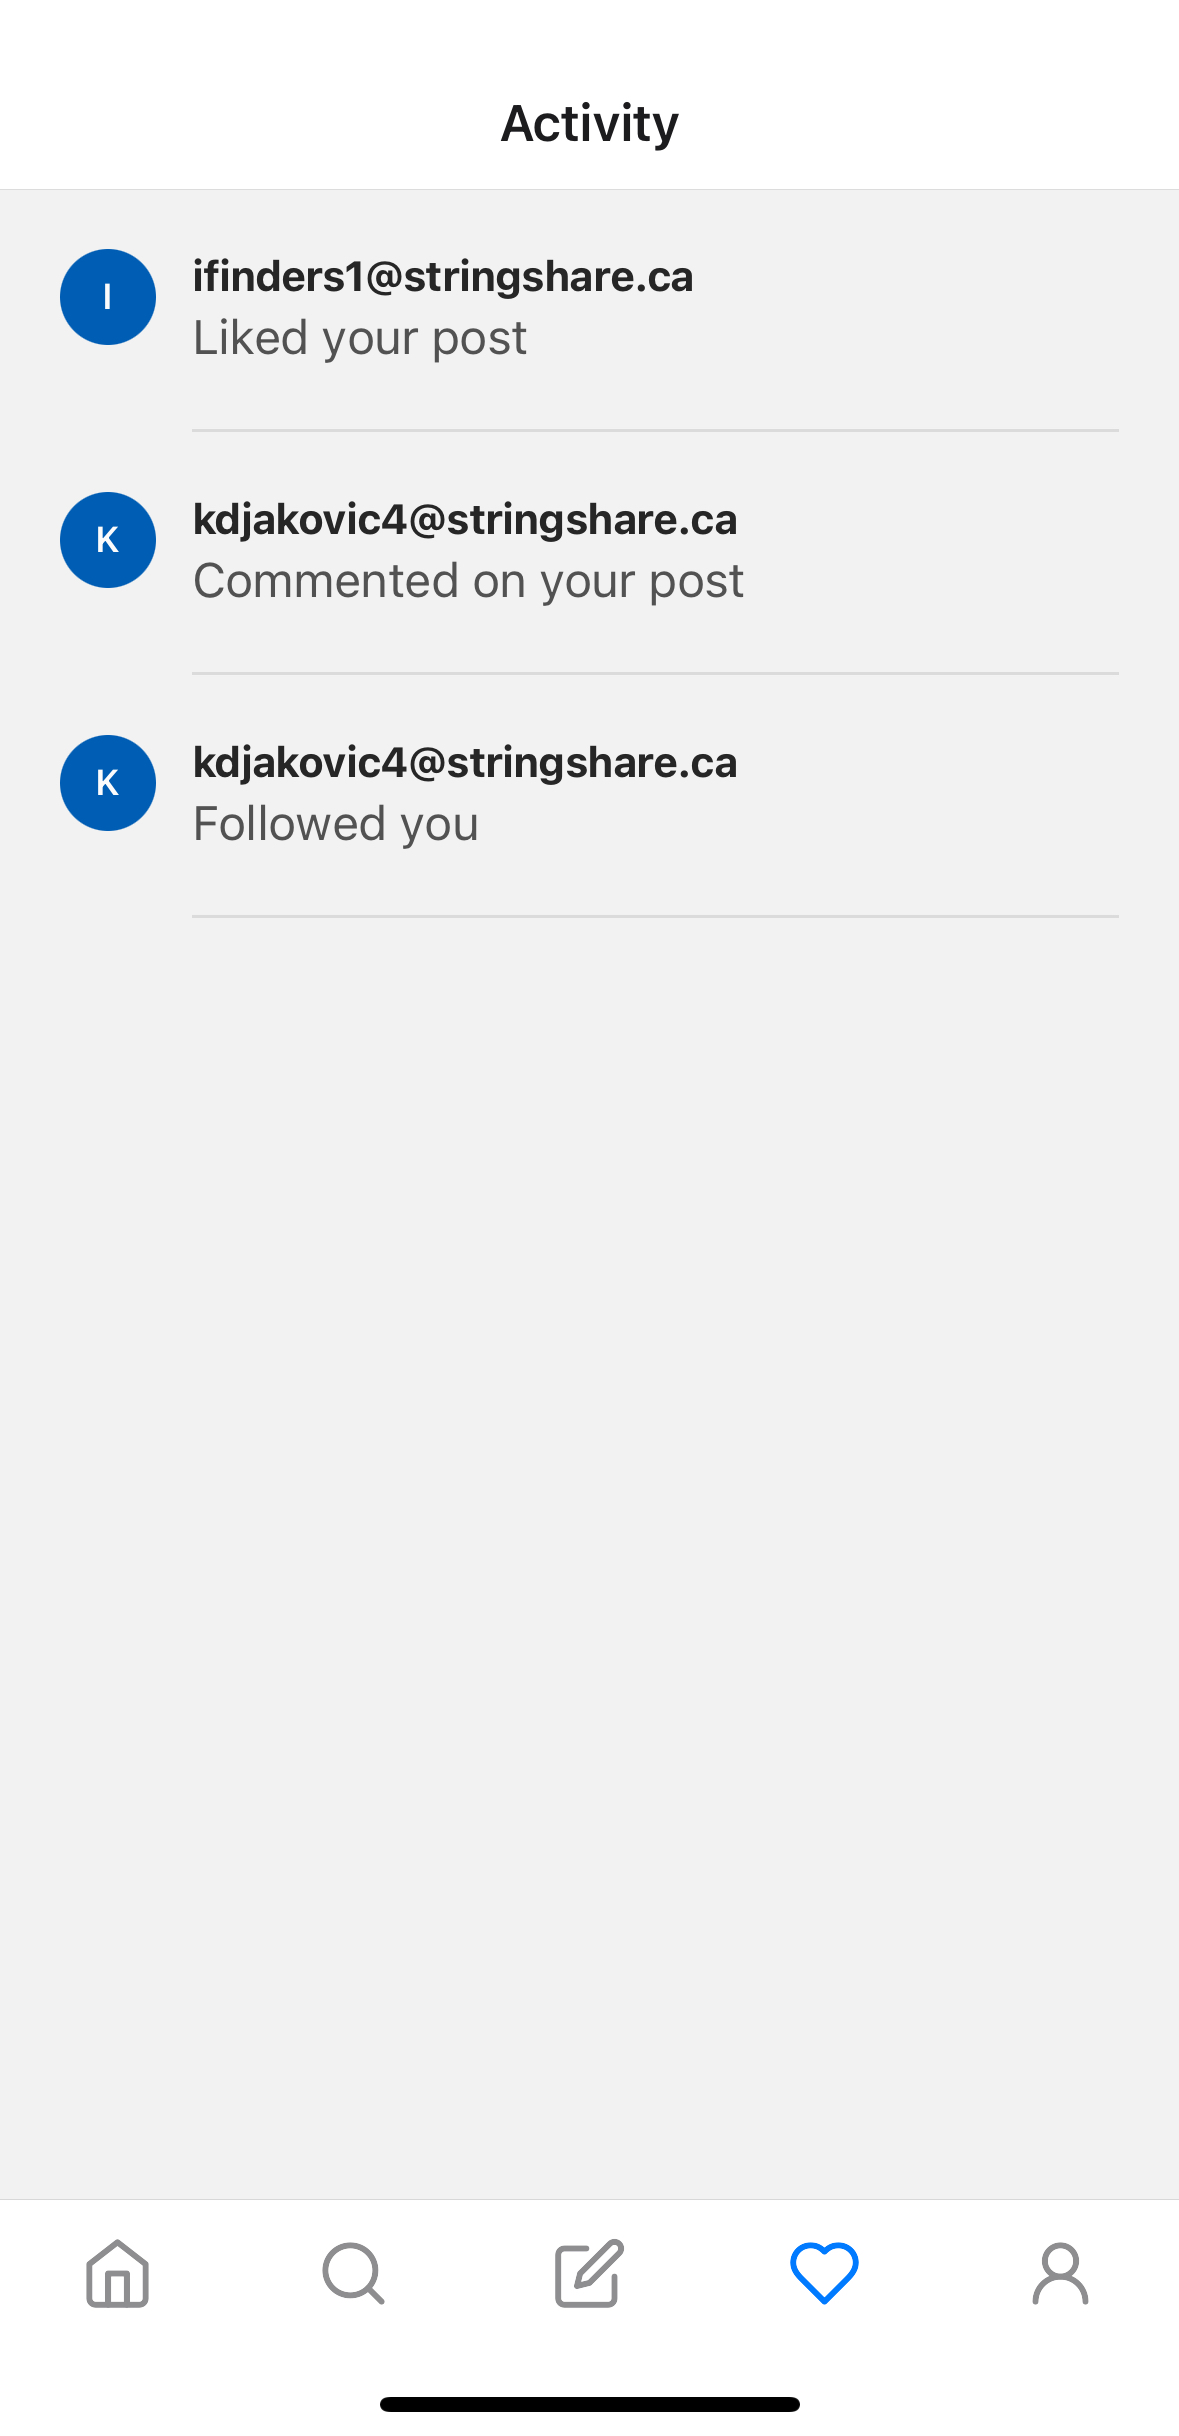 Activity
I
ifinders1@stringshare.ca
Liked your post
K
kdjakovic4@stringshare.ca
Commented on your post
K
kdjakovic4@stringshare.ca
Followed you